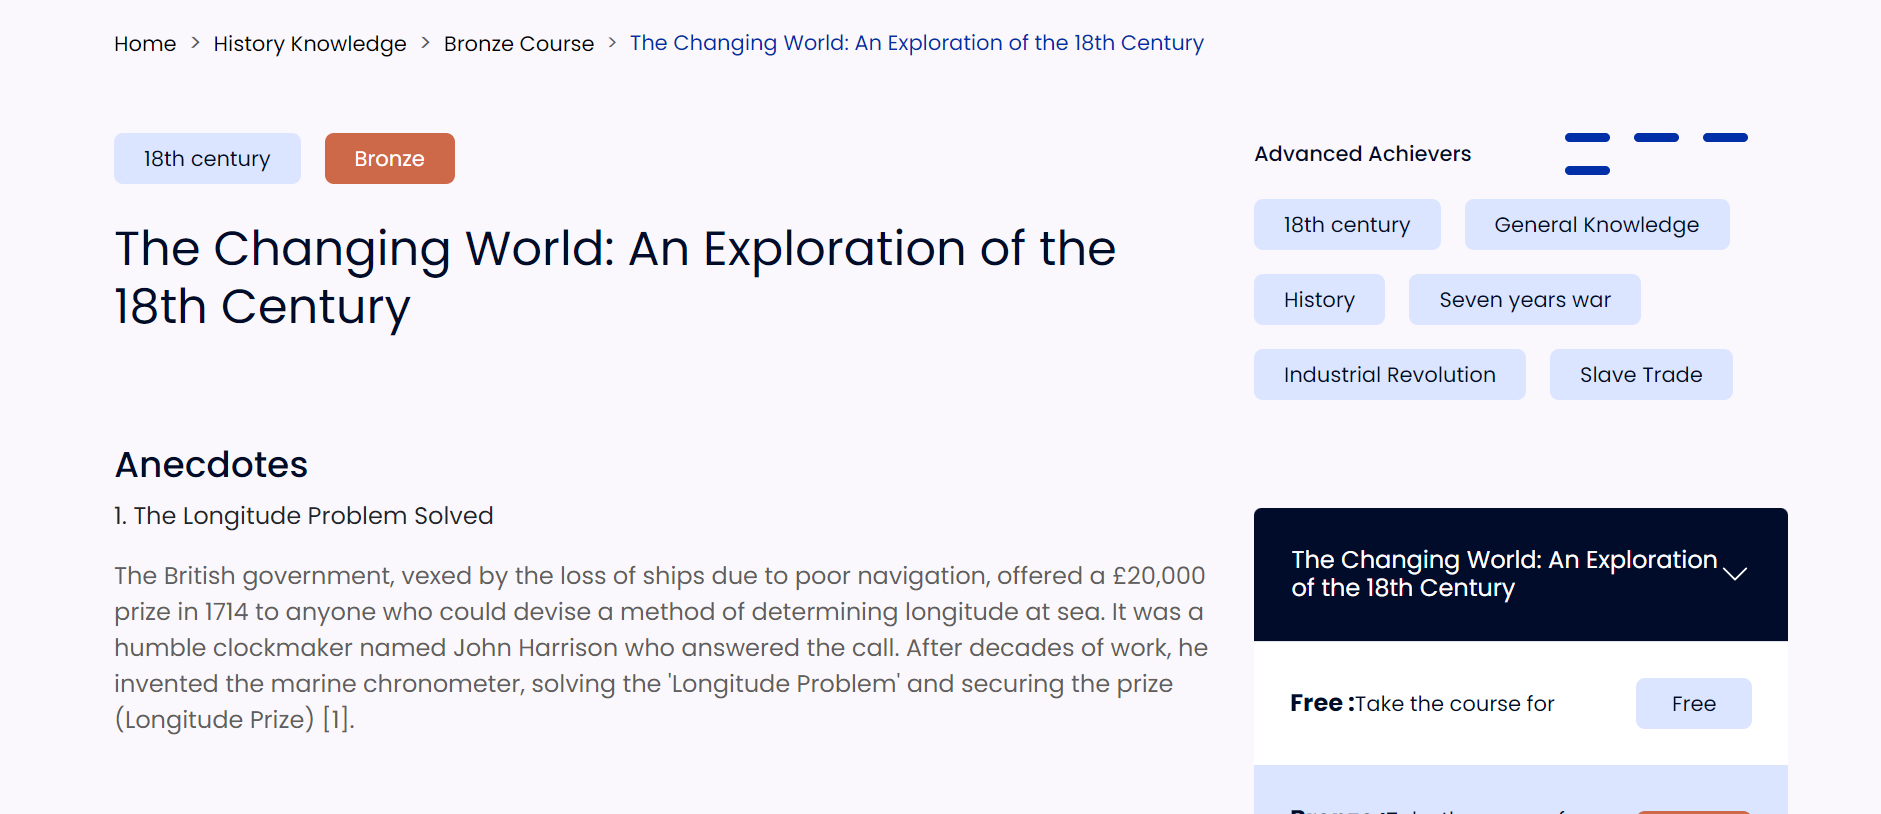 Home > History Knowledge > Bronze Course > The Changing World: An Exploration of the 18th Century
18th century
Bronze
The Changing World: An Exploration of the
18th Century
Anecdotes
1. The Longitude Problem Solved
The British government, vexed by the loss of ships due to poor navigation, offered a £20,000
prize in 1714 to anyone who could devise a method of determining longitude at sea. It was a
humble clockmaker named John Harrison who answered the call. After decades of work, he
invented the marine chronometer, solving the 'Longitude Problem' and securing the prize
(Longitude Prize) [1].
Advanced Achievers
18th century
General Knowledge
History
Seven years war
Industrial Revolution
Slave Trade
The Changing World: An Exploration
of the 18th Century
Free :Take the course for
Free